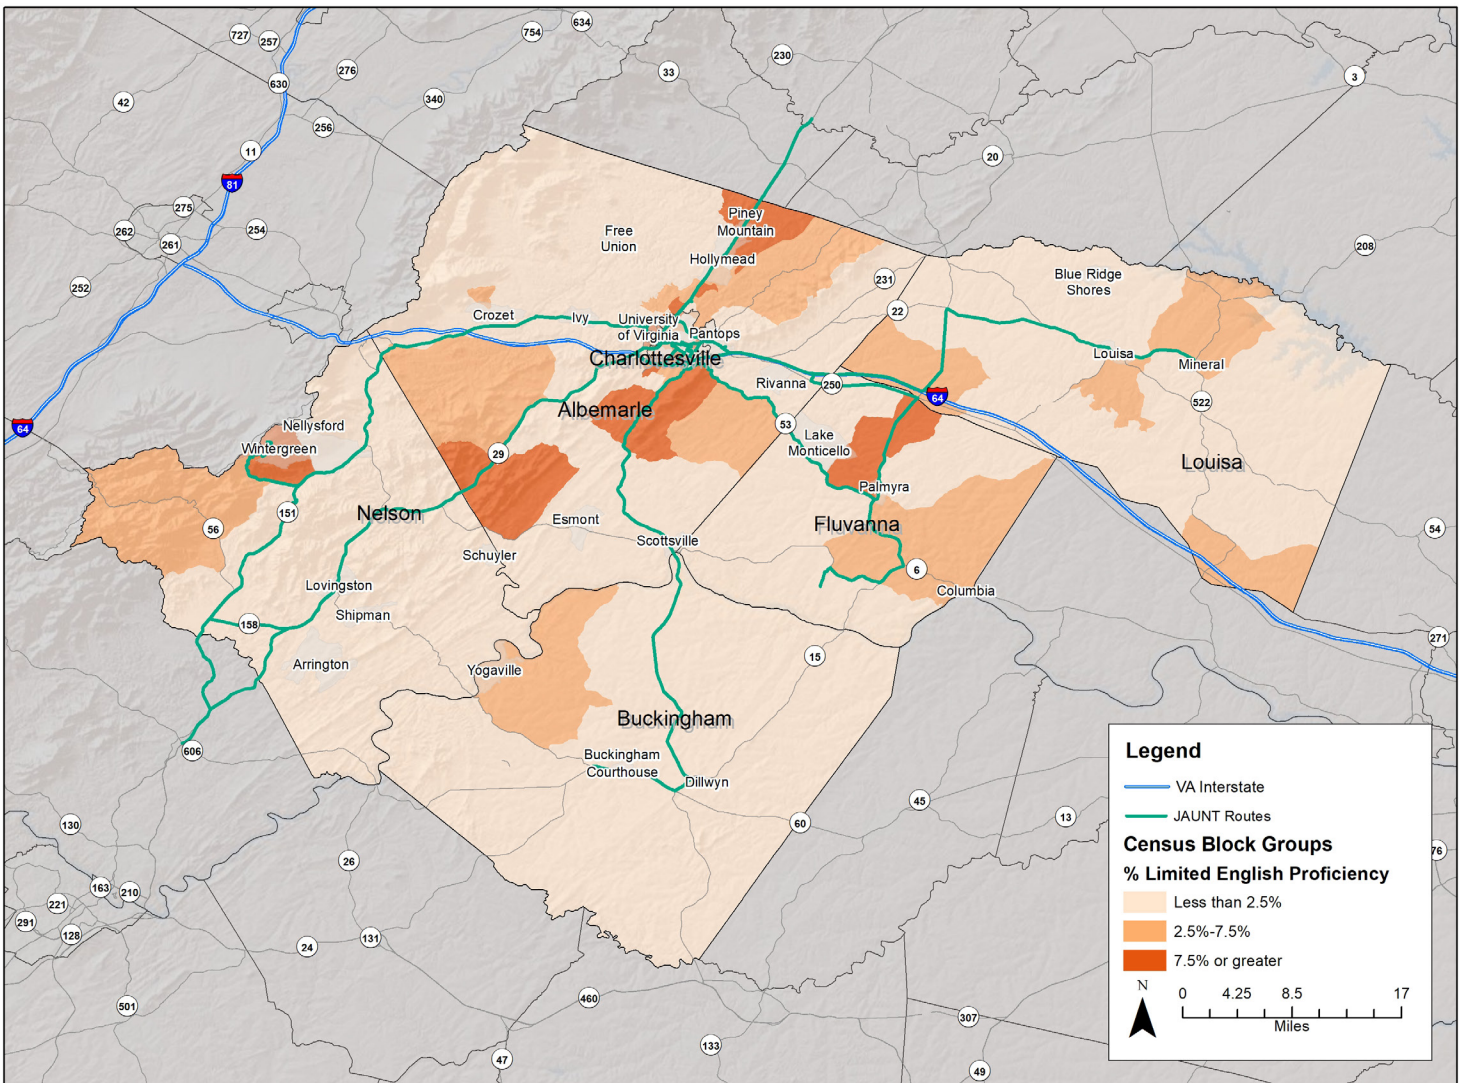 634
727
754
257
230
276
33
3
630
42
340
256
11
20
81
275
Piney
Mountain
262
254
Free
Union
261
208
Hollymead
231
Blue Ridge
Shores
252
22
Crozet
Ivy
University
of Virginia
Pantops
Charlottesville
Louisa
Mineral
Rivanna
250
64
522
Albemarle
Nellysford
53
64
Lake
Monticello
Wintergreen
29
Louisa
Palmyra
151
Nelson
Esmont
Fluvanna
56
54
Scottsville
Schuyler
6
Lovington
Columbia
Shipman
158
271
15
Arrington
Yogaville
Buckingham
606
Buckingham
Courthouse
Dillwyn
45
13
130
60
76
26
163
210
221
291
128
131
24
460
501
307
133
47
49
Legend
VA Interstate
JAUNT Routes
Census Block Groups
% Limited English Proficiency
Less than 2.5%
2.5%-7.5%
7.5% or greater
N
0 4.25 8.5 17
Miles